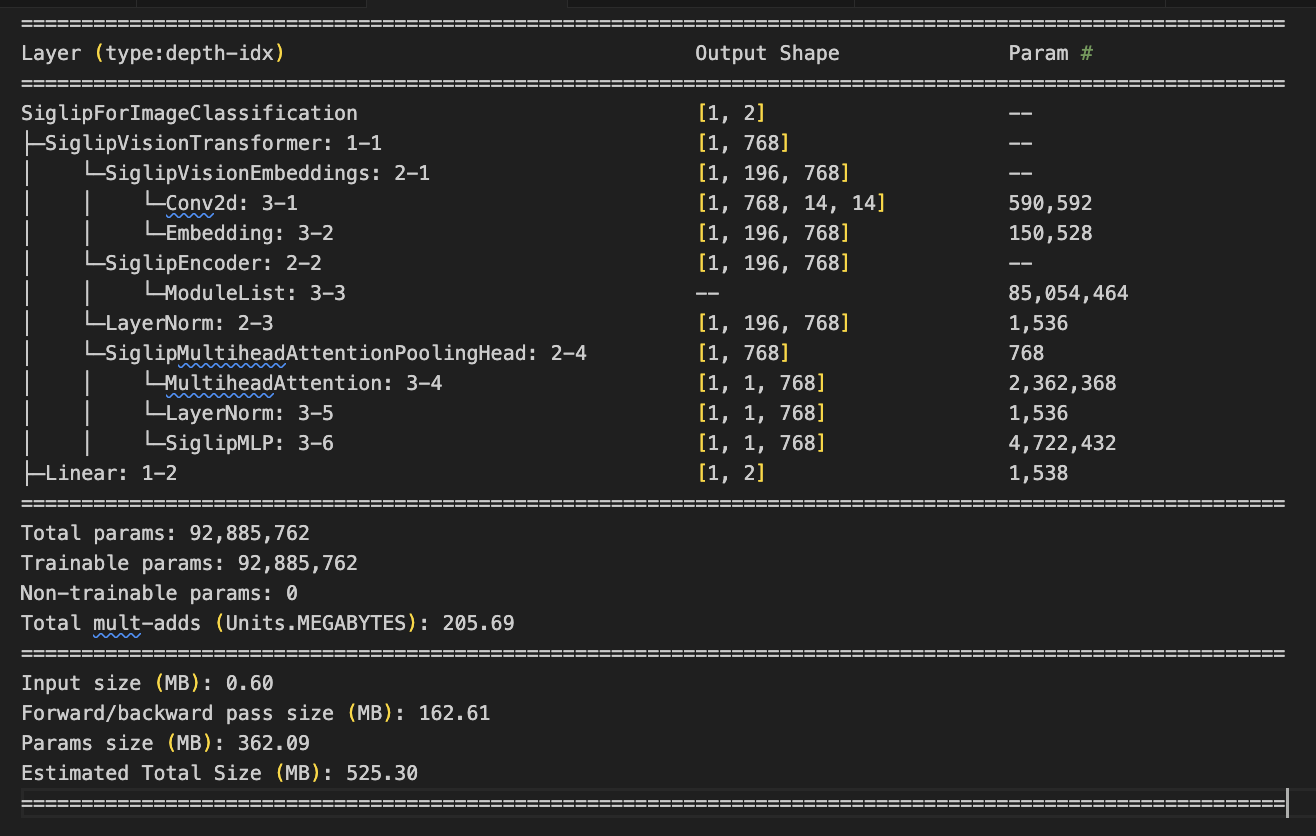 ==========================================================================================
Layer (type:depth-idx)                                  Output Shape              Param #
==========================================================================================
SiglipForImageClassification                            [1, 2]                    --
├─SiglipVisionTransformer: 1-1                          [1, 768]                  --
│    └─SiglipVisionEmbeddings: 2-1                      [1, 196, 768]             --
│    │    └─Conv2d: 3-1                                 [1, 768, 14, 14]          590,592
│    │    └─Embedding: 3-2                              [1, 196, 768]             150,528
│    └─SiglipEncoder: 2-2                               [1, 196, 768]             --
│    │    └─ModuleList: 3-3                             --                        85,054,464
│    └─LayerNorm: 2-3                                   [1, 196, 768]             1,536
│    └─SiglipMultiheadAttentionPoolingHead: 2-4         [1, 768]                  768
│    │    └─MultiheadAttention: 3-4                     [1, 1, 768]               2,362,368
│    │    └─LayerNorm: 3-5                              [1, 1, 768]               1,536
│    │    └─SiglipMLP: 3-6                              [1, 1, 768]               4,722,432
├─Linear: 1-2                                           [1, 2]                    1,538
==========================================================================================
Total params: 92,885,762
Trainable params: 92,885,762
Non-trainable params: 0
Total mult-adds (Units.MEGABYTES): 205.69
==========================================================================================
Input size (MB): 0.60
Forward/backward pass size (MB): 162.61
Params size (MB): 362.09
Estimated Total Size (MB): 525.30
==========================================================================================